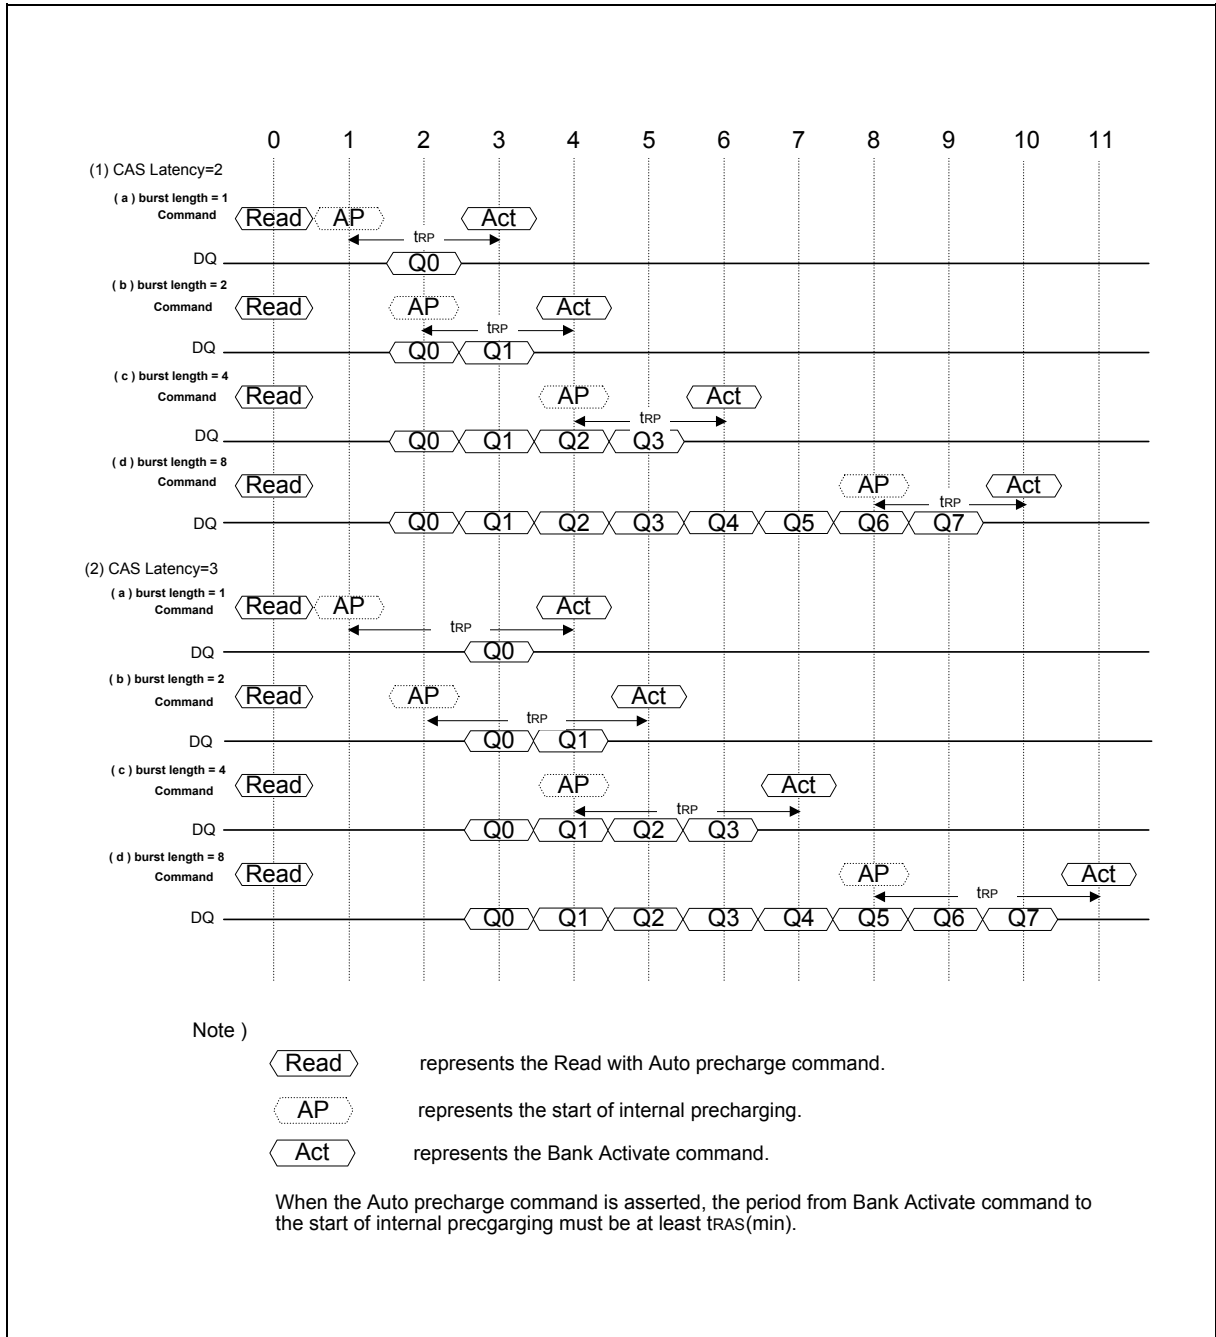 0 1 2 3 4 5 6 7 8 9 10 11
(1) CAS Latency=2
( a ) burst length = 1
Command Read AP Act
tRP
DQ Q0
( b ) burst length = 2
Command Read AP Act
tRP
DQ Q0 Q1
( c ) burst length = 4
Command Read AP Act
tRP
DQ Q0 Q1 Q2 Q3
( d ) burst length = 8
Command Read AP Act
tRP
DQ Q0 Q1 Q2 Q3 Q4 Q5 Q6 Q7
(2) CAS Latency=3
( a ) burst length = 1
Command Read AP Act
tRP
DQ Q0
( b ) burst length = 2
Command Read AP Act
tRP
DQ Q0 Q1
( c ) burst length = 4
Command Read AP Act
tRP
DQ Q0 Q1 Q2 Q3
( d ) burst length = 8
Command Read AP Act
tRP
DQ Q0 Q1 Q2 Q3 Q4 Q5 Q6 Q7
Note )
Read represents the Read with Auto precharge command.
AP represents the start of internal precharging.
Act represents the Bank Activate command.
When the Auto precharge command is asserted, the period from Bank Activate command to
the start of internal precgarging must be at least tRAS(min).